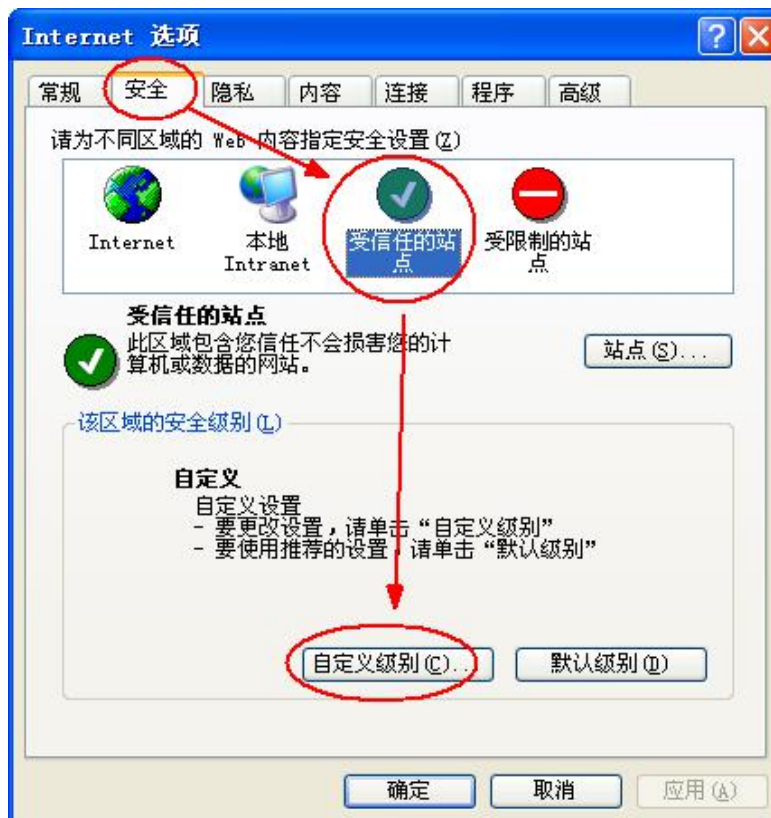 Internet 选项
常规 安全 隐私 内容 连接 程序 高级
请为不同区域的 Web 内容指定安全设置(Z)
Internet
本地
Intranet
受信任的站
点
受限制的站
点
受信任的站点
此区域包含您信任不会损害您的计
算机或数据的网站。
站点(S)...
该区域的安全级别(L)
自定义
自定义设置
- 要更改设置,请单击“自定义级别”
- 要使用推荐的设置,请单击“默认级别”
自定义级别(C)...
默认级别(D)
确定 取消 应用(A)